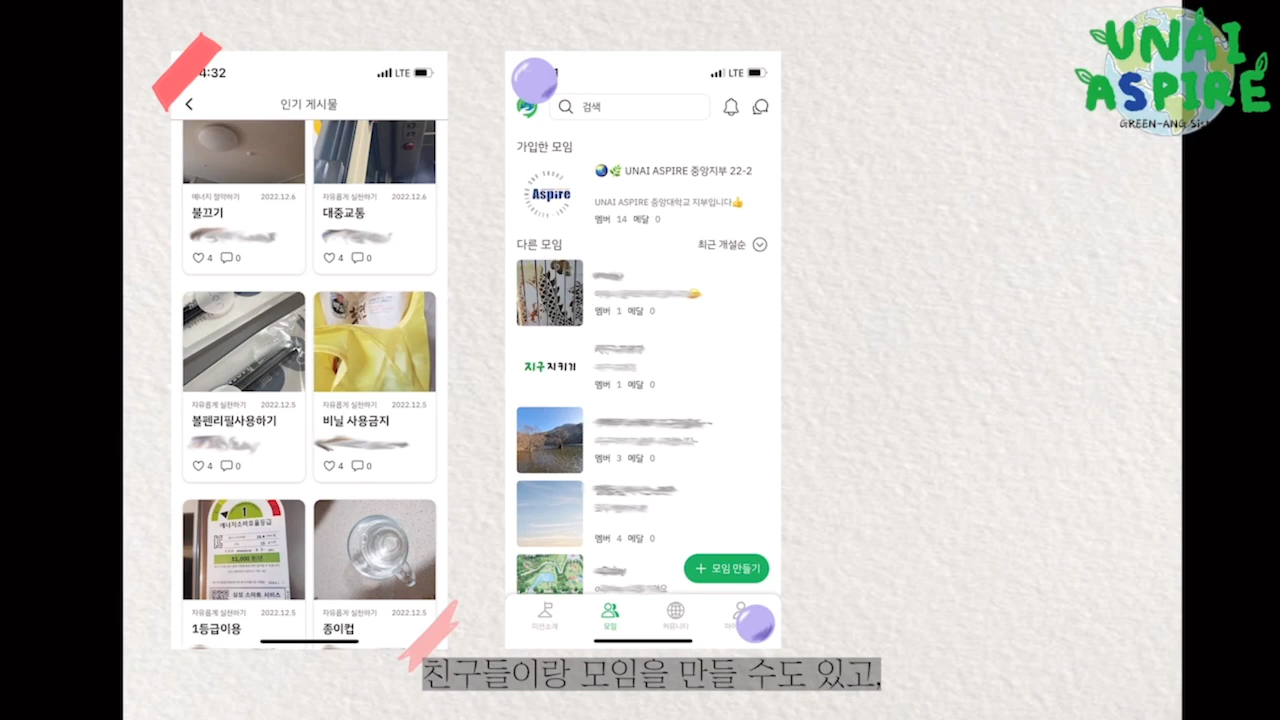 UNAI
ASPIRE
GREEN-ANG
4:32
LTE
인기 게시물
에너지 절약하기 2022.12.6
불끄기
4 0
자유롭게 실천하기 2022.12.6
대중교통
4 0
자유롭게 실천하기 2022.12.5
볼펜리필사용하기
4 0
자유롭게 실천하기 2022.12.5
비닐 사용금지
4 0
1
에너지소비효율등급
삼성 스마트 서비스
자유롭게 실천하기 2022.12.5
1등급이용
자유롭게 실천하기 2022.12.5
종이컵
LTE
검색
가입한 모임
Aspire
UNAI ASPIRE 중앙지부 22-2
UNAI ASPIRE 중앙대학교 지부입니다👍
멤버 14 메달 0
다른 모임
최근 개설순
멤버 1 메달 0
지구 지키기
멤버 1 메달 0
멤버 3 메달 0
멤버 4 메달 0
+ 모임 만들기
미션소개
모임
커뮤니티
친구들이랑 모임을 만들 수도 있고,